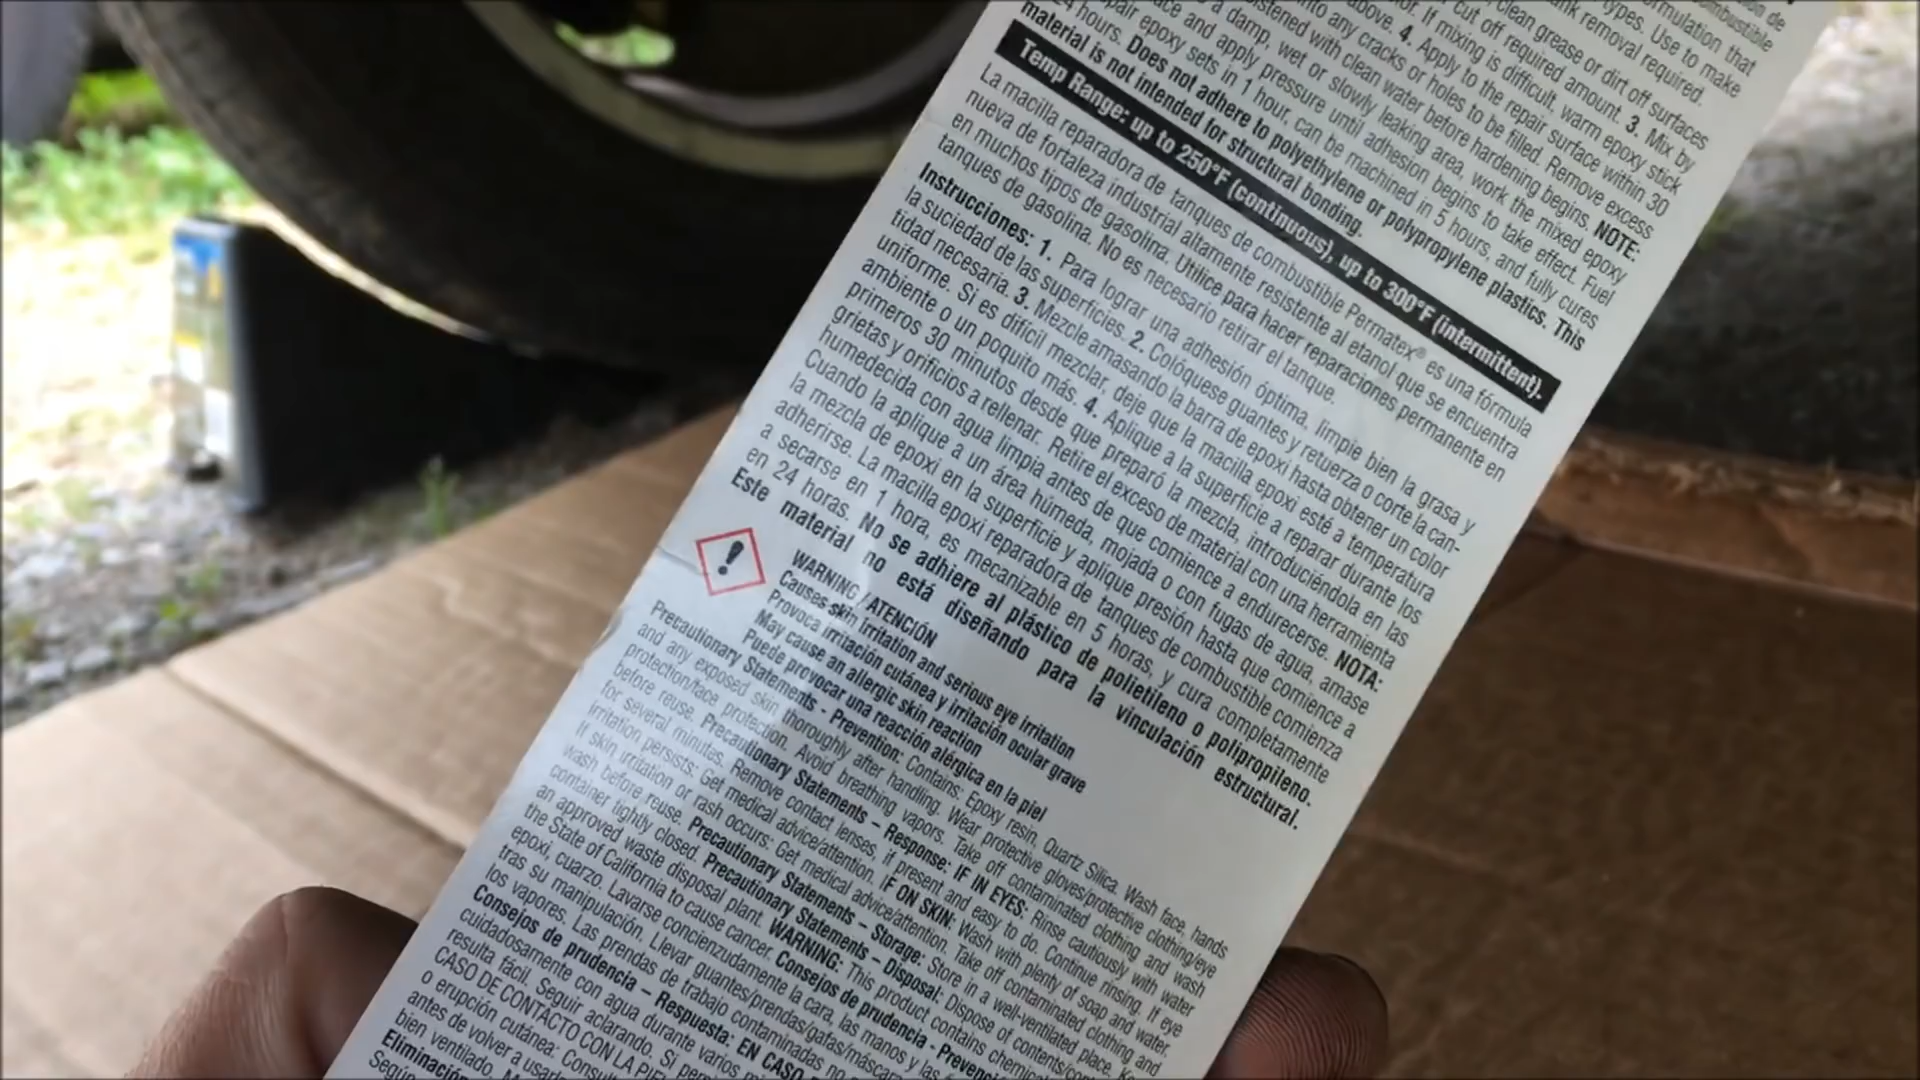 ombustible
rmulation that
types. Use to make
nk removal required.
clean grease or dirt off surfaces
cut off required amount. 3. Mix by
If mixing is difficult, warm epoxy stick
above. 4. Apply to the repair surface within 30
into any cracks or holes to be filled. Remove excess
istened with clean water before hardening begins. NOTE:
a damp, wet or slowly leaking area, work the mixed epoxy
ace and apply pressure until adhesion begins to take effect. Fuel
pair epoxy sets in 1 hour, can be machined in 5 hours, and fully cures
24 hours. Does not adhere to polyethylene or polypropylene plastics. This
material is not intended for structural bonding.
Temp Range: up to 250°F (continuous), up to 300°F (intermittent).
La macilla reparadora de tanques de combustible Permatex® es una fórmula
nueva de fortaleza industrial altamente resistente al etanol que se encuentra
en muchos tipos de gasolina. Utilice para hacer reparaciones permanente en
tanques de gasolina. No es necesario retirar el tanque.
Instrucciones: 1. Para lograr una adhesión óptima, limpie bien la grasa y
la suciedad de las superficies. 2. Colóquese guantes y retuerza o corte la can-
tidad necesaria. 3. Mezcle amasando la barra de epoxi hasta obtener un color
uniforme. Si es difícil mezclar, deje que la macilla epoxi esté a temperatura
ambiente o un poquito más. 4. Aplique a la superficie a reparar durante los
primeros 30 minutos desde que preparó la mezcla, introduciéndola en las
grietas y orificios a rellenar. Retire el exceso de material con una herramienta
humedecida con agua limpia antes de que comience a endurecerse. NOTA:
Cuando la aplique a un área húmeda, mojada o con fugas de agua, amase
la mezcla de epoxi en la superficie y aplique presión hasta que comience a
adherirse. La macilla epoxi reparadora de tanques de combustible comienza
a secarse en 1 hora, es mecanizable en 5 horas, y cura completamente
en 24 horas. No se adhiere al plástico de polietileno o polipropileno.
Este material no está diseñando para la vinculación estructural.
WARNING / ATENCIÓN
Causes skin irritation and serious eye irritation
Provoca irritación cutánea y irritación ocular grave
May cause an allergic skin reaction
Puede provocar una reacción alérgica en la piel
Precautionary Statements - Prevention: Contains: Epoxy resin, Quartz Silica. Wash face, hands
and any exposed skin thoroughly after handling. Wear protective gloves/protective clothing/eye
protection/face protection. Avoid breathing vapors. Take off contaminated clothing and wash
before reuse. Precautionary Statements – Response: IF IN EYES: Rinse cautiously with water
for several minutes. Remove contact lenses, if present and easy to do. Continue rinsing. If eye
irritation persists: Get medical advice/attention. IF ON SKIN: Wash with plenty of soap and water.
If skin irritation or rash occurs: Get medical advice/attention. Take off contaminated clothing and
wash before reuse. Precautionary Statements – Storage: Store in a well-ventilated place. Ke
container tightly closed. Precautionary Statements – Disposal: Dispose of contents/con
an approved waste disposal plant. WARNING: This product contains chemica
the State of California to cause cancer. Consejos de prudencia - Prevenci
epoxi, cuarzo. Lavarse concienzudamente la cara, las manos y las
tras su manipulación. Llevar guantes/prendas/gafas/máscara
los vapores. Las prendas de trabajo contaminadas no
Consejos de prudencia – Respuesta: EN CASO
cuidadosamente con agua durante varios mi
resulta fácil. Seguir aclarando. Si per
CASO DE CONTACTO CON LA PIEL
o erupción cutánea: Consult
antes de volver a usarla
bien ventilado. M
Eliminación
Según